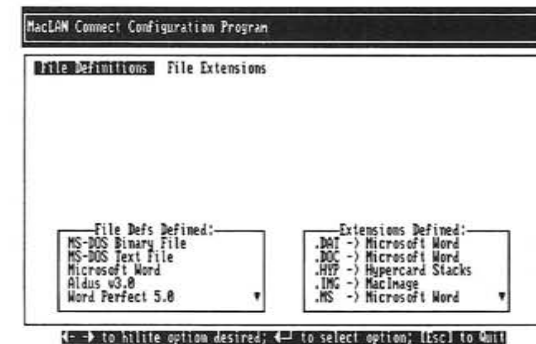 MacLAN Connect Configuration Program
File Definitions File Extensions
File Defs Defined:
MS-DOS Binary File
MS-DOS Text File
Microsoft Word
Aldus v3.0
Word Perfect 5.0
Extensions Defined:
.DAT -> Microsoft Word
.DOC -> Microsoft Word
.HYP -> Hypercard Stacks
.IMG -> MacImage
.MS -> Microsoft Word
<- -> to hilite option desired; <┘ to select option; [Esc] to Quit